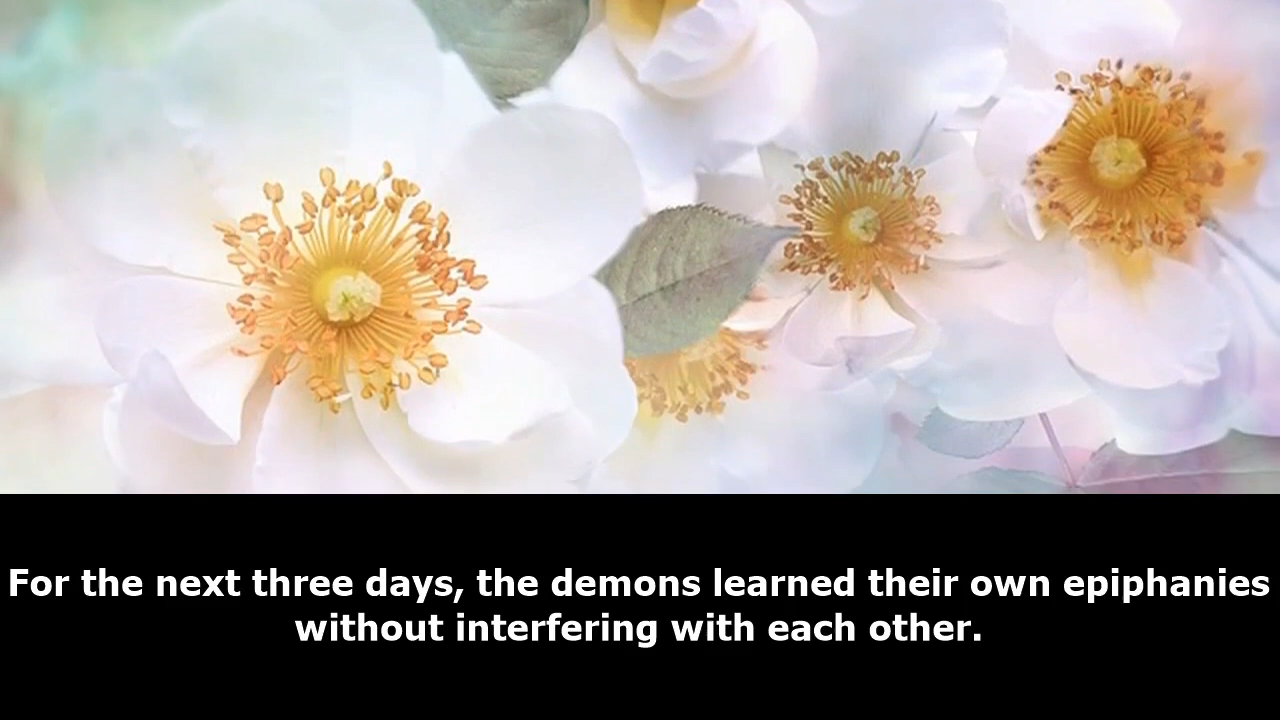 For the next three days, the demons learned their own epiphanies
without interfering with each other.